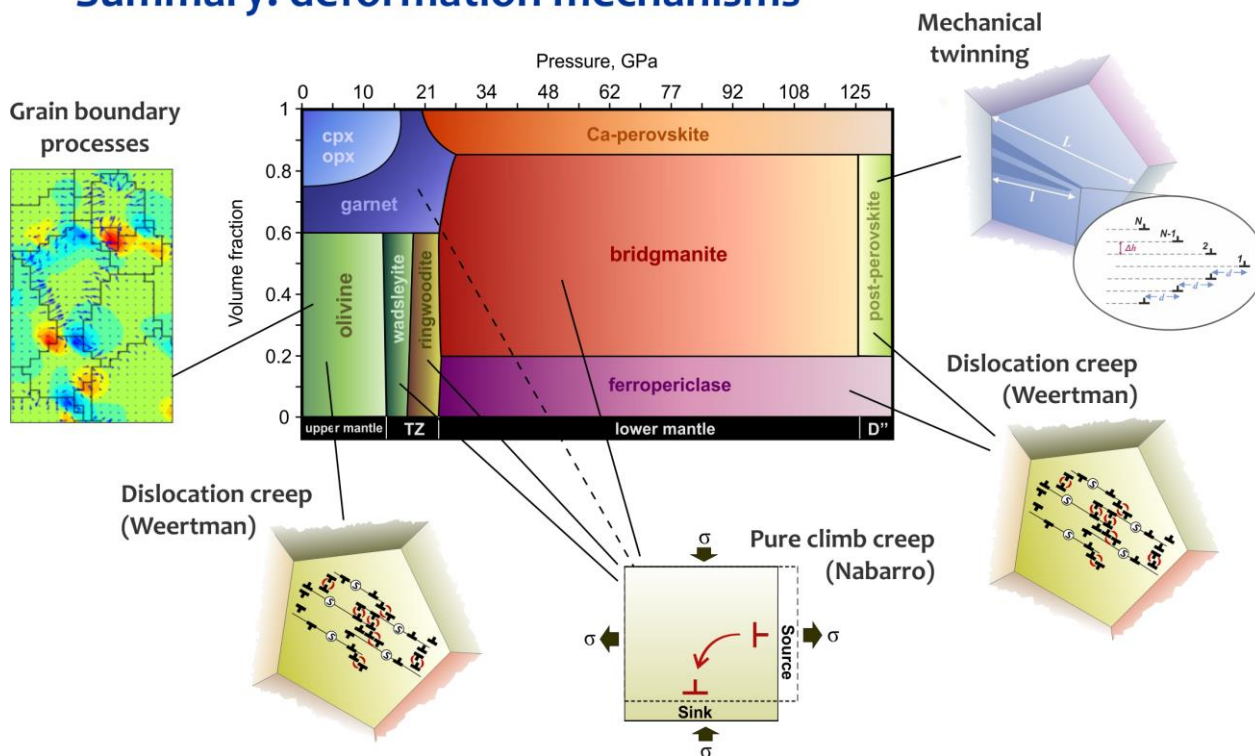 Summary: deformation mechanisms
Mechanical
twinning
Pressure, GPa
0 10 21 34 48 62 77 92 108 125
Grain boundary
processes
Volume fraction
1
0.8
0.6
0.4
0.2
0
cpx
opx
garnet
Ca-perovskite
olivine
wadsleyite
ringwoodite
bridgmanite
post-perovskite
ferropericlase
upper mantle
TZ
lower mantle
D”
L
l
N
N-1
2
1
Δh
d
d
d
Dislocation creep
(Weertman)
S
S
S
S
S
Dislocation creep
(Weertman)
S
S
S
S
S
Pure climb creep
(Nabarro)
σ
σ
σ
σ
Source
Sink